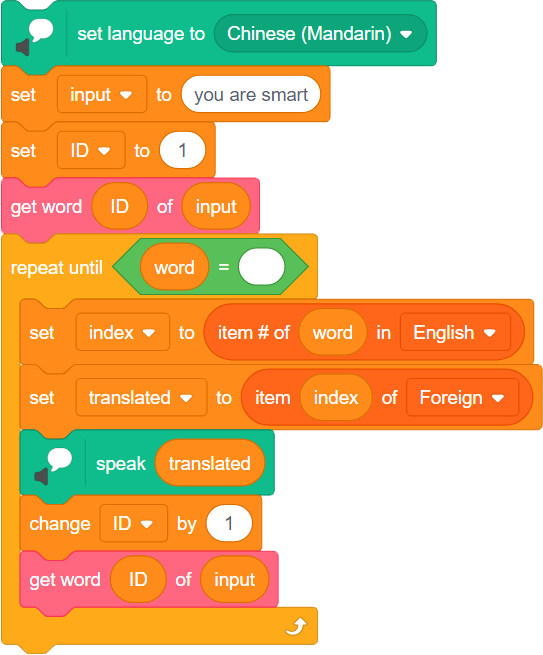 set language to Chinese (Mandarin)
set input to you are smart
set ID to 1
get word ID of input
repeat until word =
set index to item # of word in English
set translated to item index of Foreign
speak translated
change ID by 1
get word ID of input